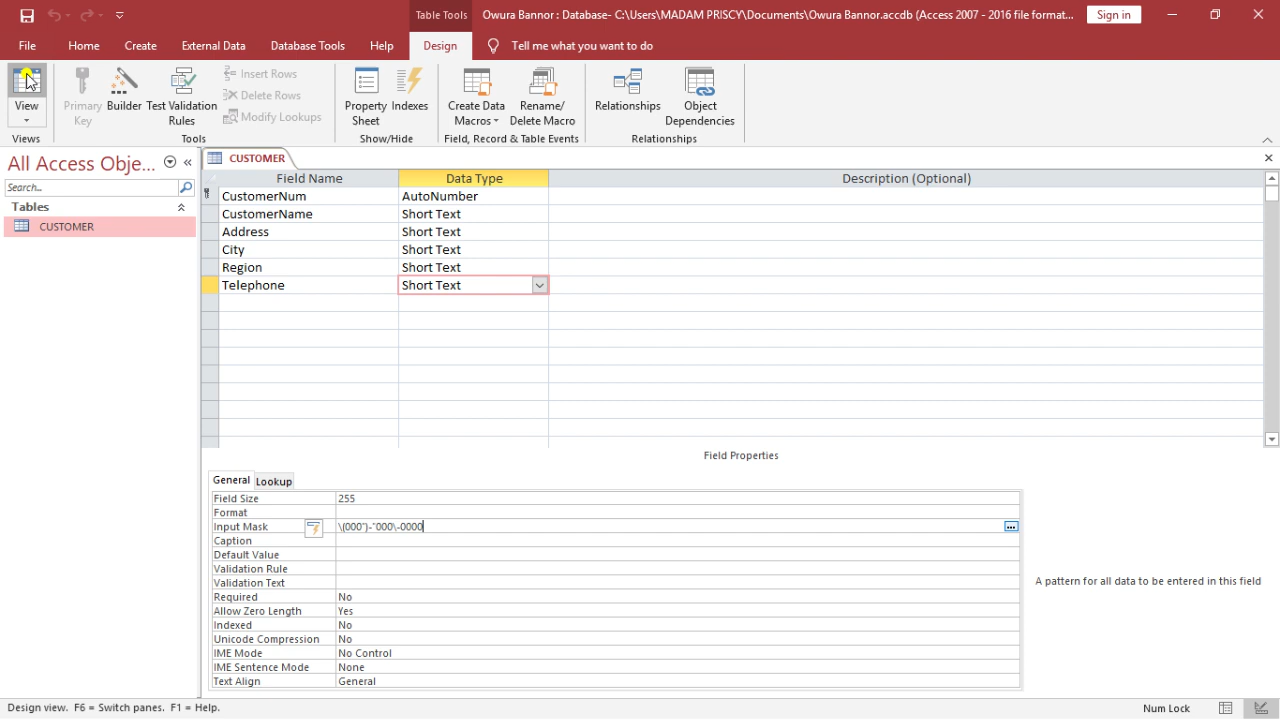 Table Tools
Owura Bannor : Database- C:\Users\MADAM PRISCY\Documents\Owura Bannor.accdb (Access 2007 - 2016 file format...
Sign in
File Home Create External Data Database Tools Help Design Tell me what you want to do
View
Primary Key
Builder
Test Validation Rules
Insert Rows
Delete Rows
Modify Lookups
Property Sheet
Indexes
Create Data Macros
Rename/ Delete Macro
Relationships
Object Dependencies
Views Tools Show/Hide Field, Record & Table Events Relationships
All Access Obje...
Search...
Tables
CUSTOMER
CUSTOMER
Field Name Data Type Description (Optional)
CustomerNum AutoNumber
CustomerName Short Text
Address Short Text
City Short Text
Region Short Text
Telephone Short Text
Field Properties
General Lookup
Field Size 255
Format
Input Mask \(000")-"000\-0000
Caption
Default Value
Validation Rule
Validation Text
Required No
Allow Zero Length Yes
Indexed No
Unicode Compression No
IME Mode No Control
IME Sentence Mode None
Text Align General
A pattern for all data to be entered in this field
Design view. F6 = Switch panes. F1 = Help.
Num Lock